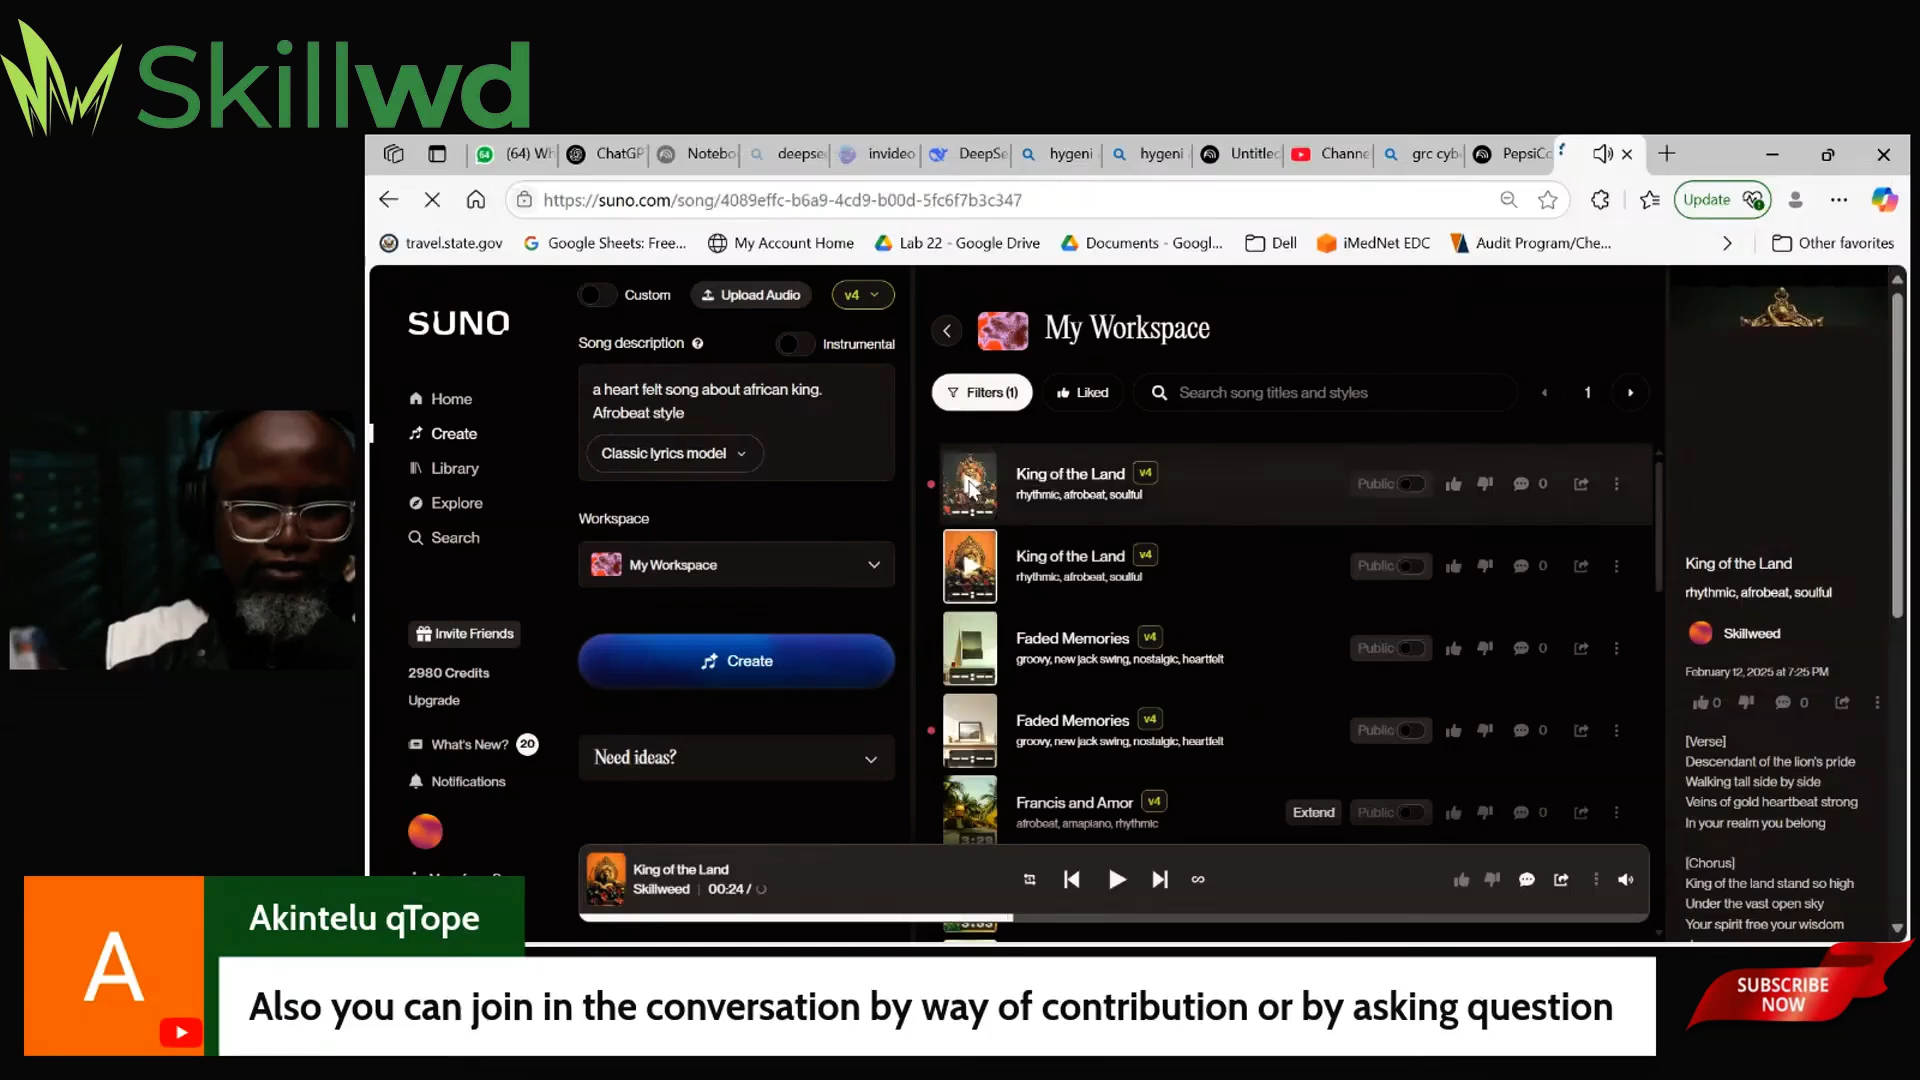 Skillwd
(64) Wh
ChatGP
Notebo
deepse
invideo
DeepSe
hygeni
hygeni
Untitled
Channe
grc cyb
PepsiCo
https://suno.com/song/4089effc-b6a9-4cd9-b00d-5fc6f7b3c347
Update
travel.state.gov
Google Sheets: Free...
My Account Home
Lab 22 - Google Drive
Documents - Googl...
Dell
iMedNet EDC
Audit Program/Che...
Other favorites
SUNO
Home
Create
Library
Explore
Search
Invite Friends
2980 Credits
Upgrade
What's New? 20
Notifications
Custom
Upload Audio
v4
Song description
Instrumental
a heart felt song about african king.
Afrobeat style
Classic lyrics model
Workspace
My Workspace
Create
Need ideas?
My Workspace
Filters (1)
Liked
Search song titles and styles
1
King of the Land v4
rhythmic, afrobeat, soulful
Public
0
King of the Land v4
rhythmic, afrobeat, soulful
Public
0
Faded Memories v4
groovy, new jack swing, nostalgic, heartfelt
Public
0
Faded Memories v4
groovy, new jack swing, nostalgic, heartfelt
Public
0
Francis and Amor v4
afrobeat, amapiano, rhythmic
3:29
Extend
Public
0
King of the Land
rhythmic, afrobeat, soulful
Skillweed
February 12, 2025 at 7:25 PM
0
0
[Verse]
Descendant of the lion's pride
Walking tall side by side
Veins of gold heartbeat strong
In your realm you belong
[Chorus]
King of the land stand so high
Under the vast open sky
Your spirit free your wisdom
King of the Land
Skillweed 00:24 /
A
Akintelu qTope
Also you can join in the conversation by way of contribution or by asking question
SUBSCRIBE
NOW